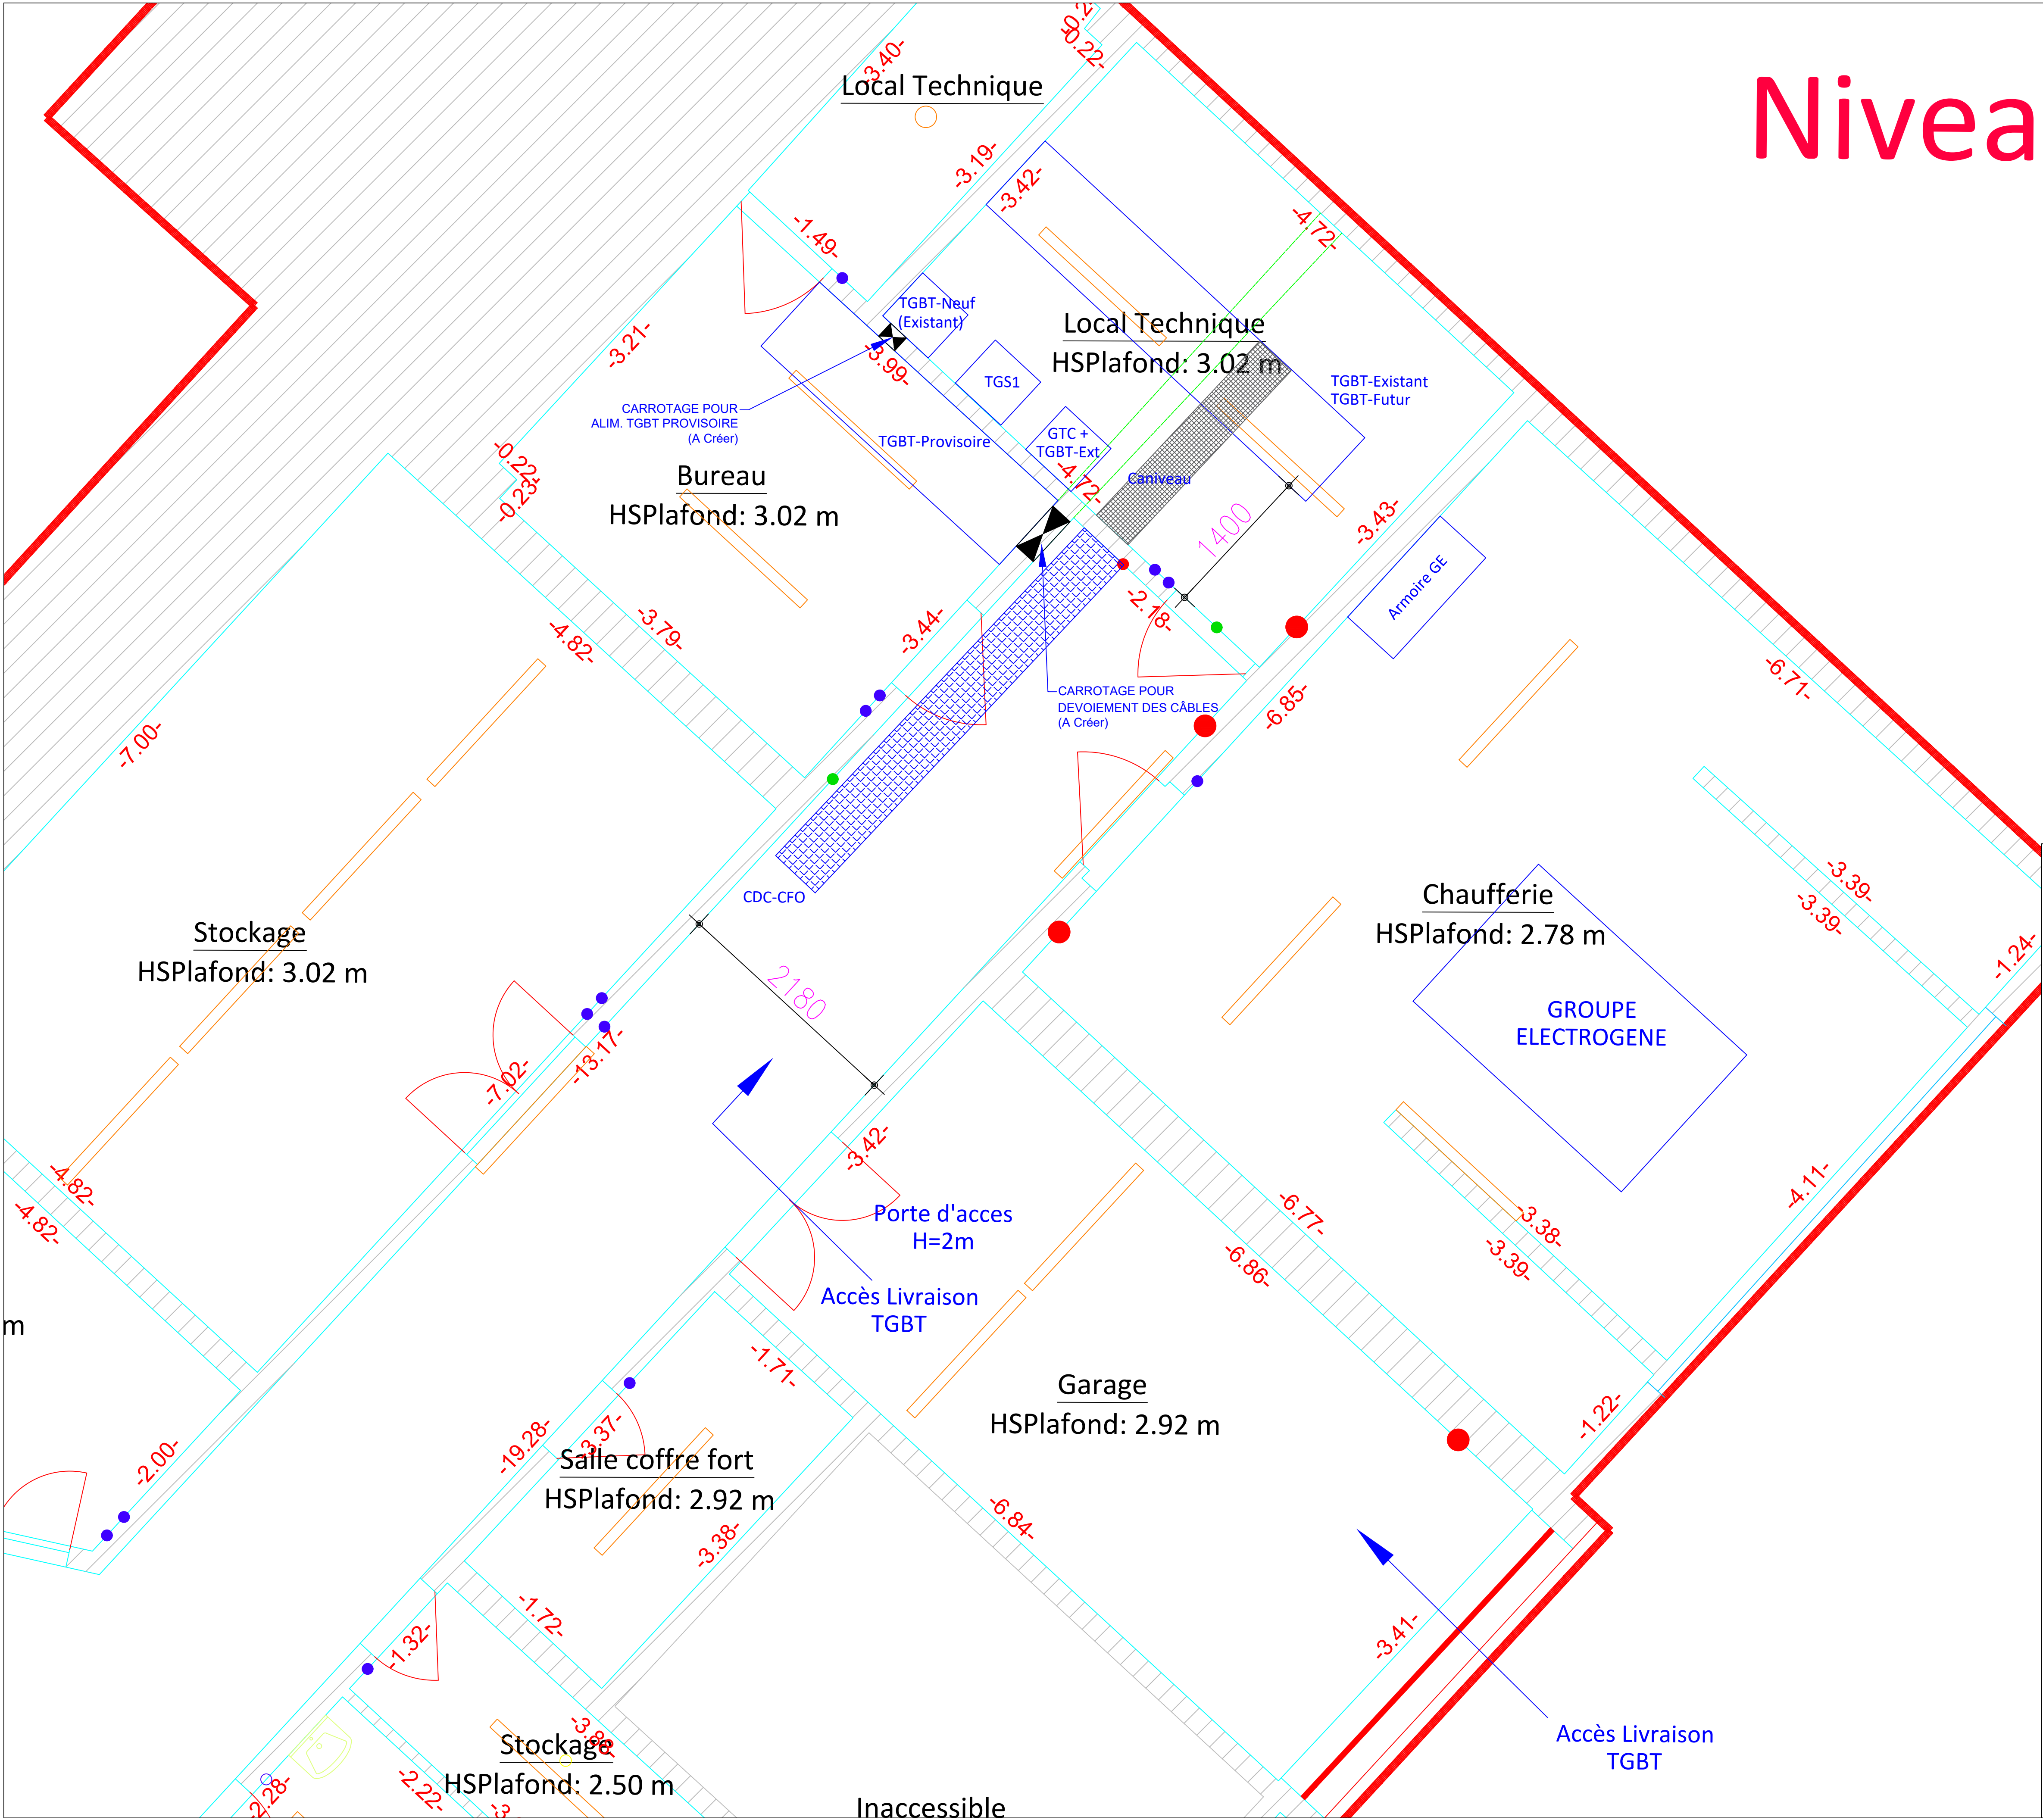 Nivea
-0.22-
-3.40-
Local Technique
-3.19-
-3.42-
-4.72-
-1.49-
TGBT-Neuf
(Existant)
Local Technique
HSPlafond: 3.02 m
-3.21-
-3.99-
TGS1
TGBT-Existant
TGBT-Futur
CARROTAGE POUR
ALIM. TGBT PROVISOIRE
(A Créer)
TGBT-Provisoire
GTC +
TGBT-Ext
-4.72-
Caniveau
-0.22-
-0.23-
Bureau
HSPlafond: 3.02 m
1400
-3.43-
Armoire GE
-2.18-
-3.44-
-3.79-
-4.82-
CARROTAGE POUR
DEVOIEMENT DES CÂBLES
(A Créer)
-6.85-
-6.71-
-7.00-
CDC-CFO
Chaufferie
HSPlafond: 2.78 m
-3.39-
-3.39-
-1.24-
Stockage
HSPlafond: 3.02 m
2180
GROUPE
ELECTROGENE
-7.02-
-13.17-
-3.42-
-4.82-
-4.82-
Porte d'acces
H=2m
-6.77-
-6.86-
-3.38-
-3.39-
-4.11-
Accès Livraison
TGBT
m
-1.71-
Garage
HSPlafond: 2.92 m
-1.22-
-2.00-
-19.28-
-3.37-
Salle coffre fort
HSPlafond: 2.92 m
-3.38-
-6.84-
-1.72-
-1.32-
-3.41-
Stockage
HSPlafond: 2.50 m
Accès Livraison
TGBT
-2.28-
-2.22-
Inaccessible